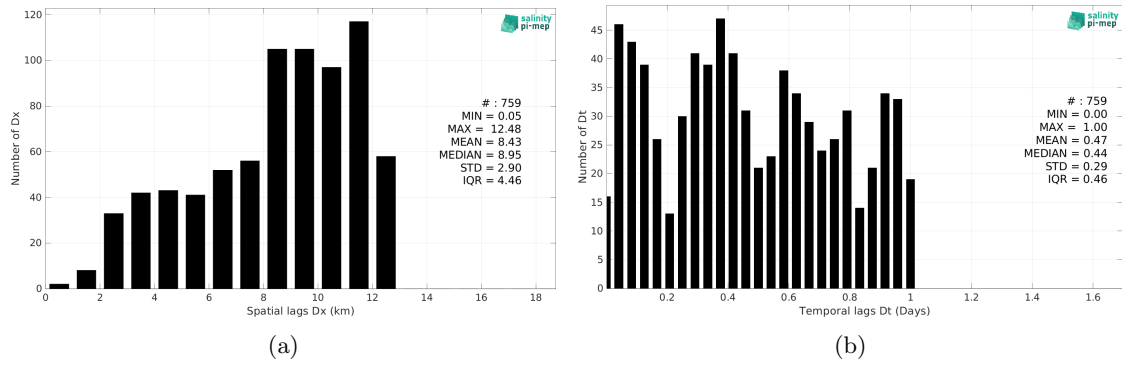 120
100
80
60
40
20
0
Number of Dx
salinity
pi-mep
# : 759
MIN = 0.05
MAX = 12.48
MEAN = 8.43
MEDIAN = 8.95
STD = 2.90
IQR = 4.46
0 2 4 6 8 10 12 14 16 18
Spatial lags Dx (km)
(a)
45
40
35
30
25
20
15
10
5
0
Number of Dt
salinity
pi-mep
# : 759
MIN = 0.00
MAX = 1.00
MEAN = 0.47
MEDIAN = 0.44
STD = 0.29
IQR = 0.46
0.2 0.4 0.6 0.8 1 1.2 1.4 1.6
Temporal lags Dt (Days)
(b)